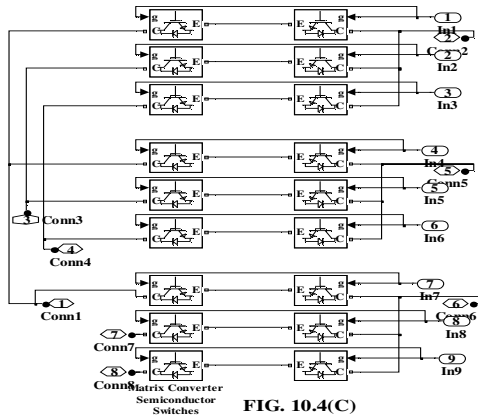 g E E g 1
C C In1
2
Conn2
g E E g 2
C C In2
g E E g 3
C C In3
g E E g 4
C C In4
5
Conn5
g E E g 5
C C In5
g E E g 6
C C In6
3 Conn3
4
Conn4
g E E g 7
C C In7
1
Conn1
6
Conn6
g E E g 8
C C In8
7
Conn7
g E E g 9
C C In9
8
Conn8
Matrix Converter
Semiconductor
Switches
FIG. 10.4(C)